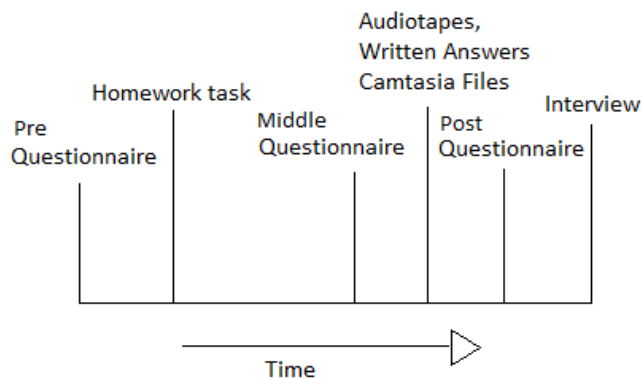 Pre
Questionnaire
Homework task
Middle
Questionnaire
Audiotapes,
Written Answers
Camtasia Files
Post
Questionnaire
Interview
Time